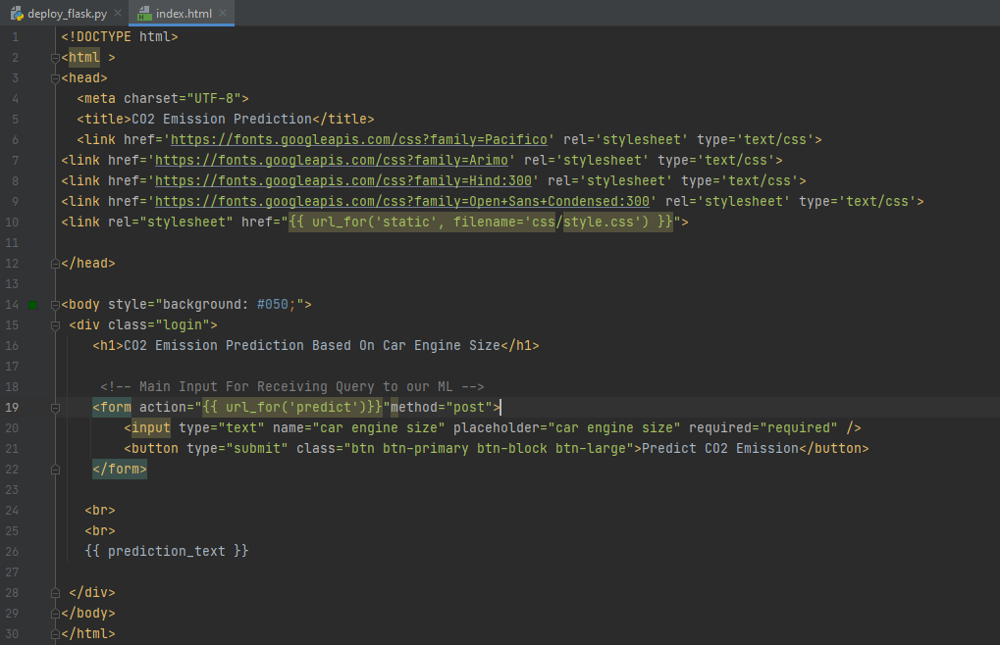 deploy_flask.py index.html
1 <!DOCTYPE html>
2 <html >
3 <head>
4 <meta charset="UTF-8">
5 <title>CO2 Emission Prediction</title>
6 <link href='https://fonts.googleapis.com/css?family=Pacifico' rel='stylesheet' type='text/css'>
7 <link href='https://fonts.googleapis.com/css?family=Arimo' rel='stylesheet' type='text/css'>
8 <link href='https://fonts.googleapis.com/css?family=Hind:300' rel='stylesheet' type='text/css'>
9 <link href='https://fonts.googleapis.com/css?family=Open+Sans+Condensed:300' rel='stylesheet' type='text/css'>
10 <link rel="stylesheet" href="{{ url_for('static', filename='css/style.css') }}">
11
12 </head>
13
14 <body style="background: #050;">
15 <div class="login">
16 <h1>CO2 Emission Prediction Based On Car Engine Size</h1>
17
18 <!-- Main Input For Receiving Query to our ML -->
19 <form action="{{ url_for('predict')}}"method="post">
20 <input type="text" name="car engine size" placeholder="car engine size" required="required" />
21 <button type="submit" class="btn btn-primary btn-block btn-large">Predict CO2 Emission</button>
22 </form>
23
24 <br>
25 <br>
26 {{ prediction_text }}
27
28 </div>
29 </body>
30 </html>